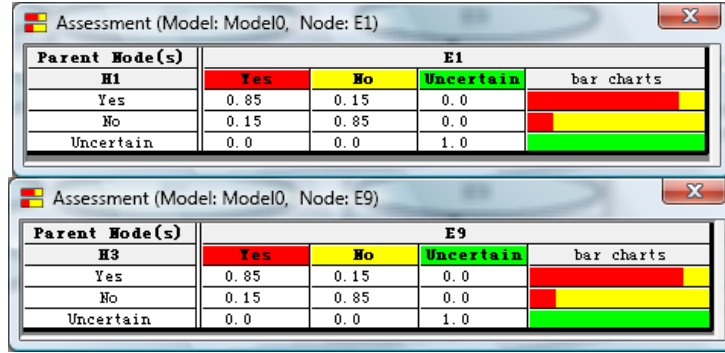 Assessment (Model: Model0, Node: E1)
Parent Node(s) E1
H1 Yes No Uncertain bar charts
Yes 0.85 0.15 0.0
No 0.15 0.85 0.0
Uncertain 0.0 0.0 1.0
Assessment (Model: Model0, Node: E9)
Parent Node(s) E9
H3 Yes No Uncertain bar charts
Yes 0.85 0.15 0.0
No 0.15 0.85 0.0
Uncertain 0.0 0.0 1.0